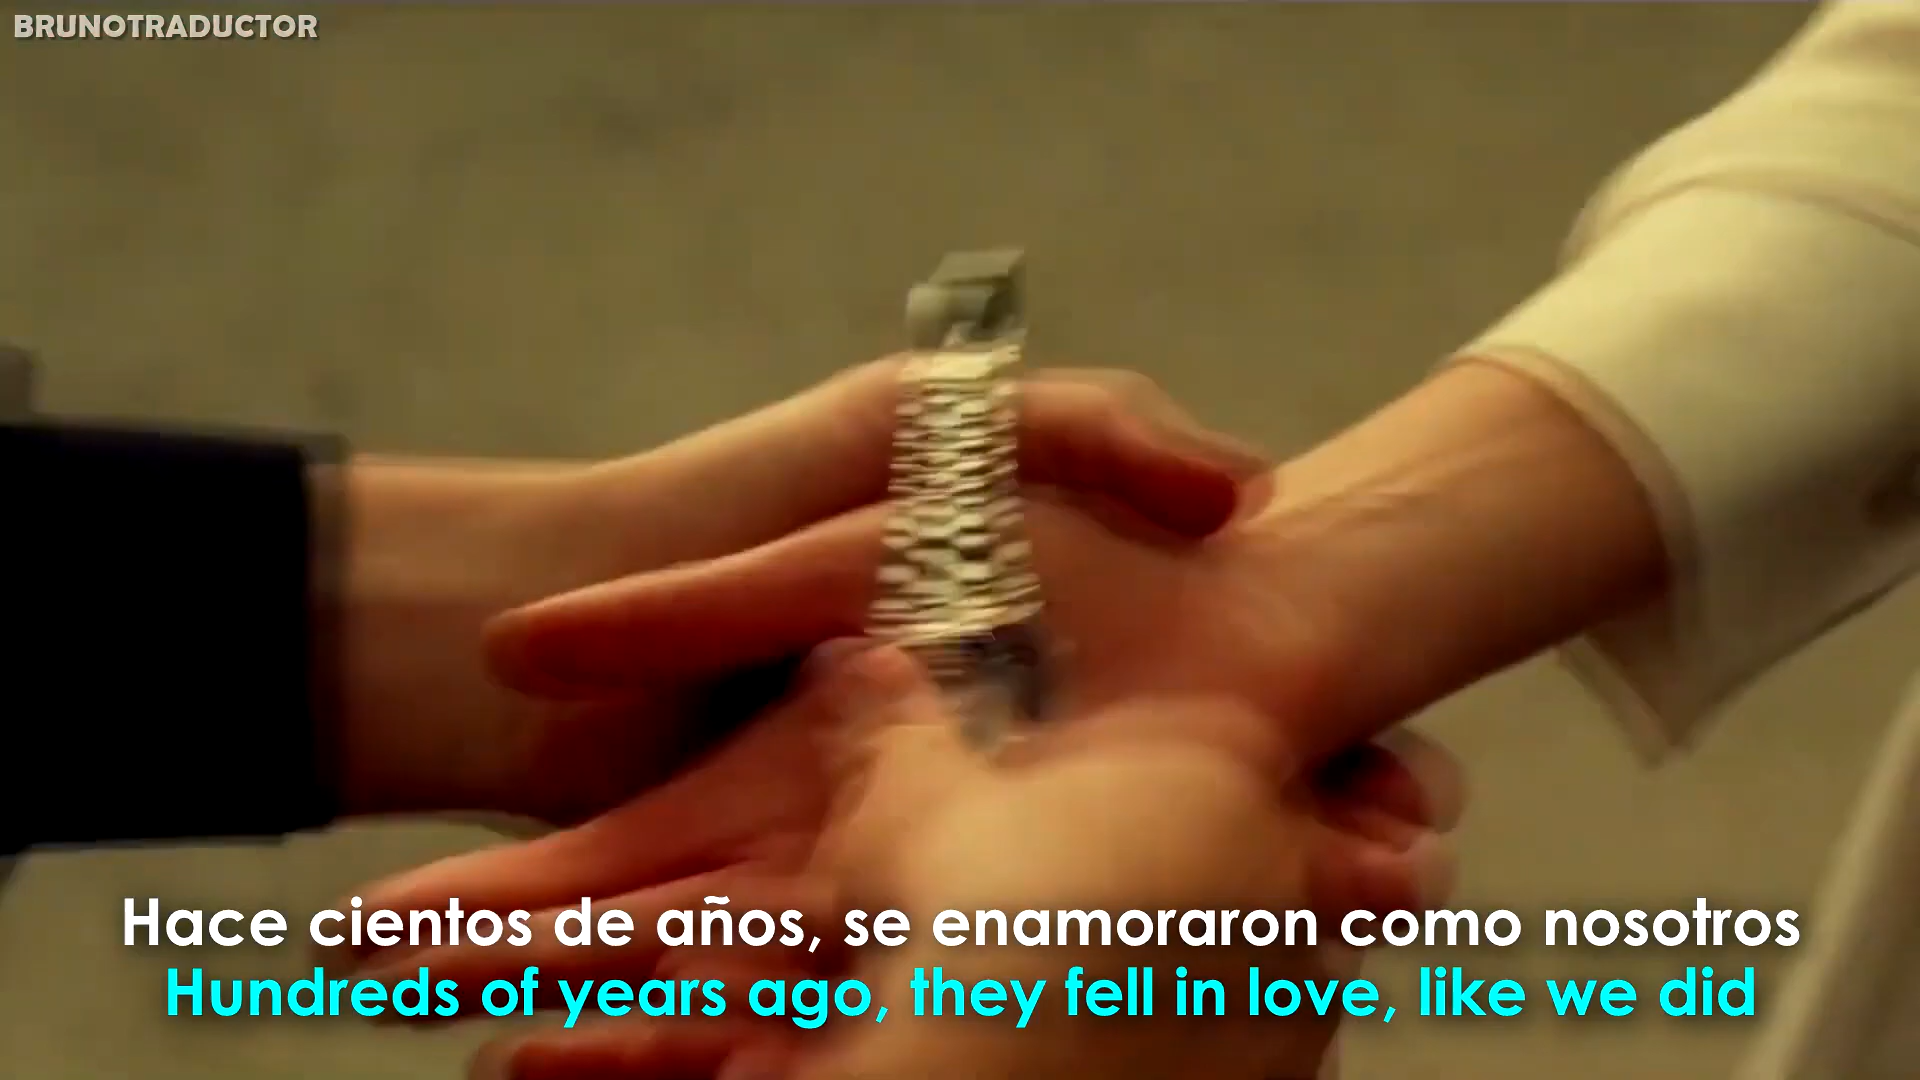 BRUNOTRADUCTOR
Hace cientos de años, se enamoraron como nosotros
Hundreds of years ago, they fell in love, like we did